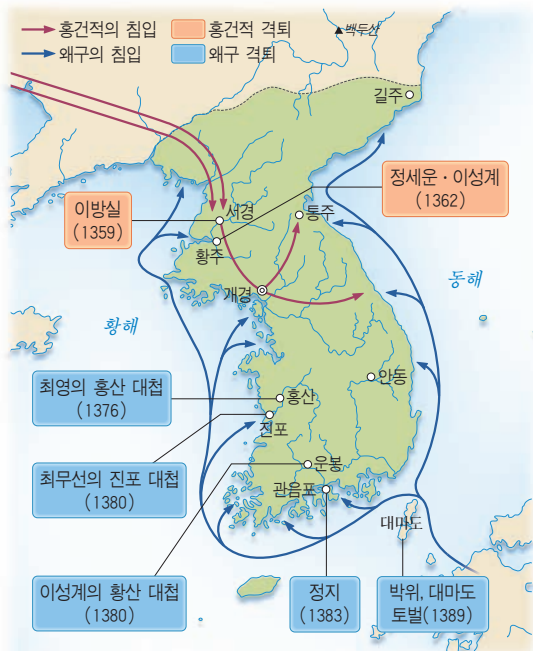 홍건적의 침입
홍건적 격퇴
왜구의 침입
왜구 격퇴
▲백두산
길주
정세운·이성계
(1362)
이방실
(1359)
서경
통주
황주
개경
동해
황해
최영의 홍산 대첩
(1376)
안동
홍산
진포
최무선의 진포 대첩
(1380)
운봉
관음포
대마도
이성계의 황산 대첩
(1380)
정지
(1383)
박위, 대마도
토벌(1389)